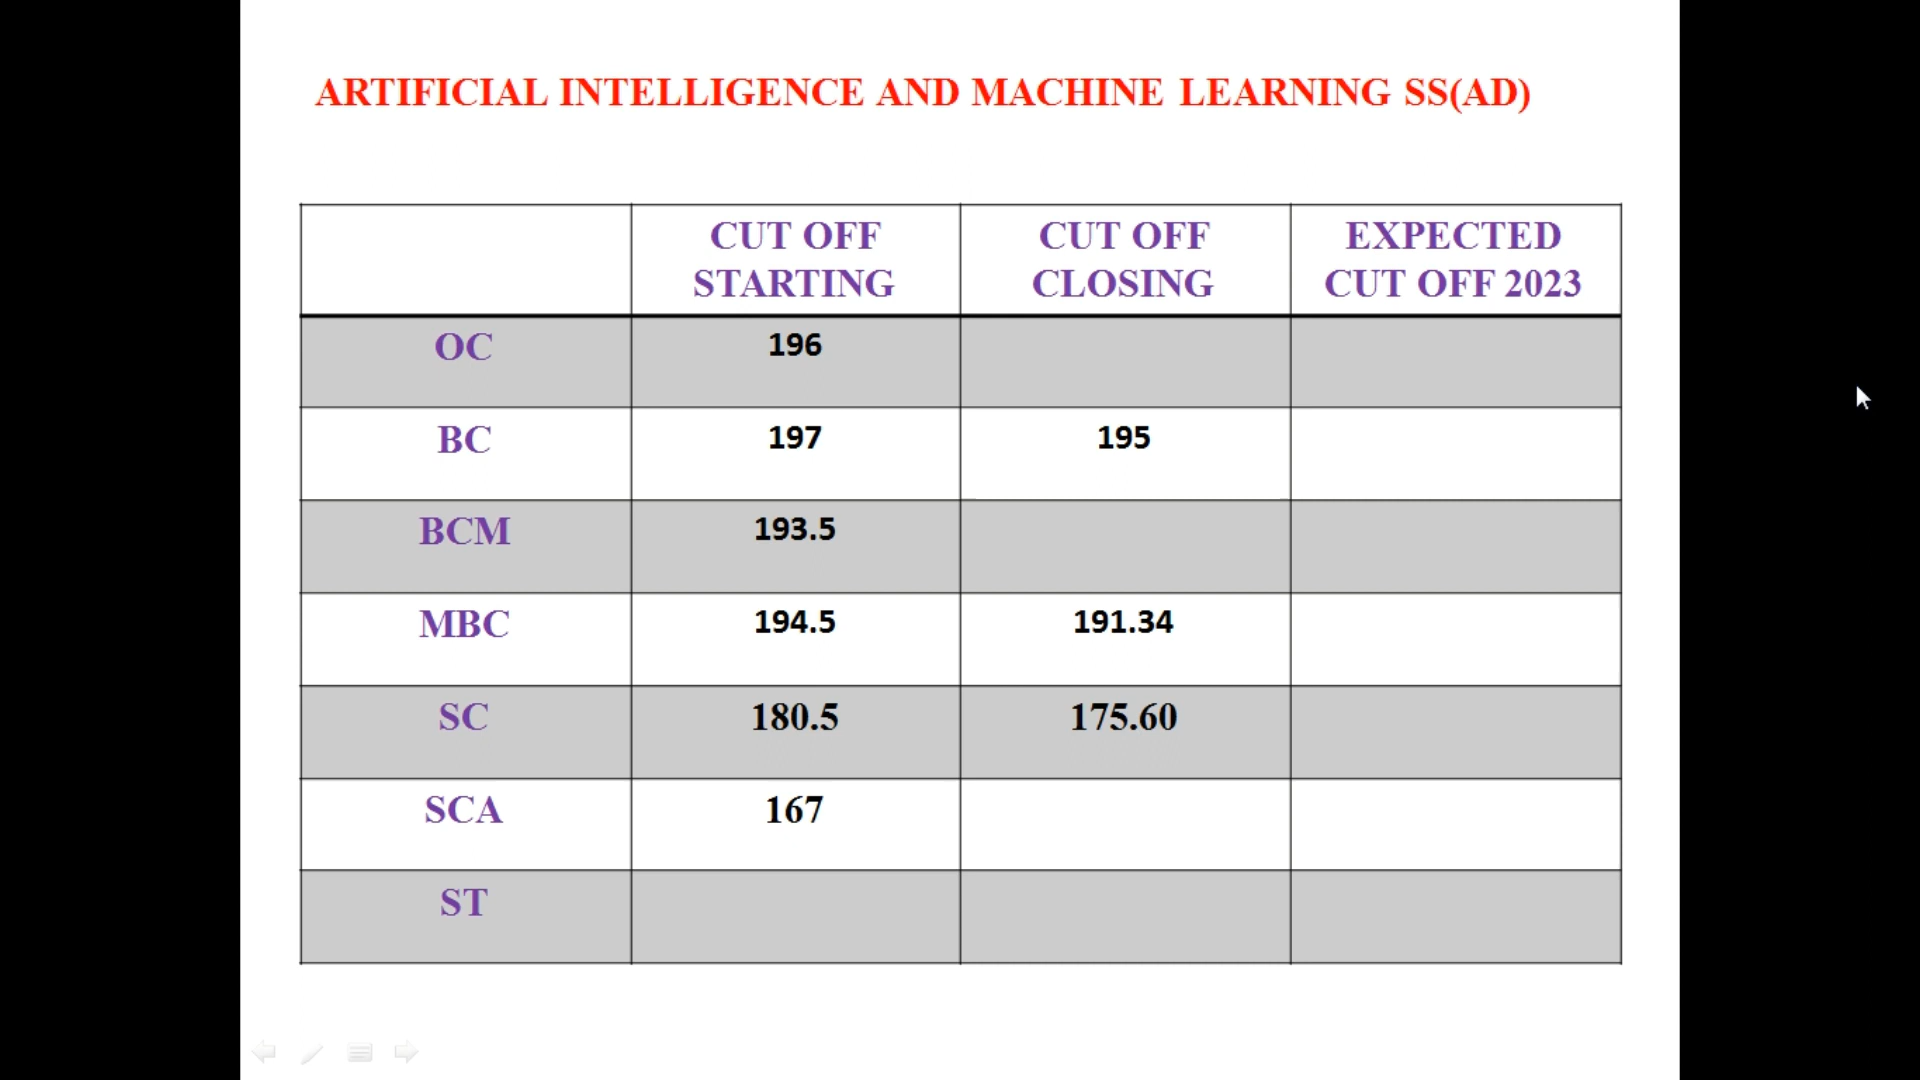 ARTIFICIAL INTELLIGENCE AND MACHINE LEARNING SS(AD)
CUT OFF STARTING CUT OFF CLOSING EXPECTED CUT OFF 2023
OC 196
BC 197 195
BCM 193.5
MBC 194.5 191.34
SC 180.5 175.60
SCA 167
ST